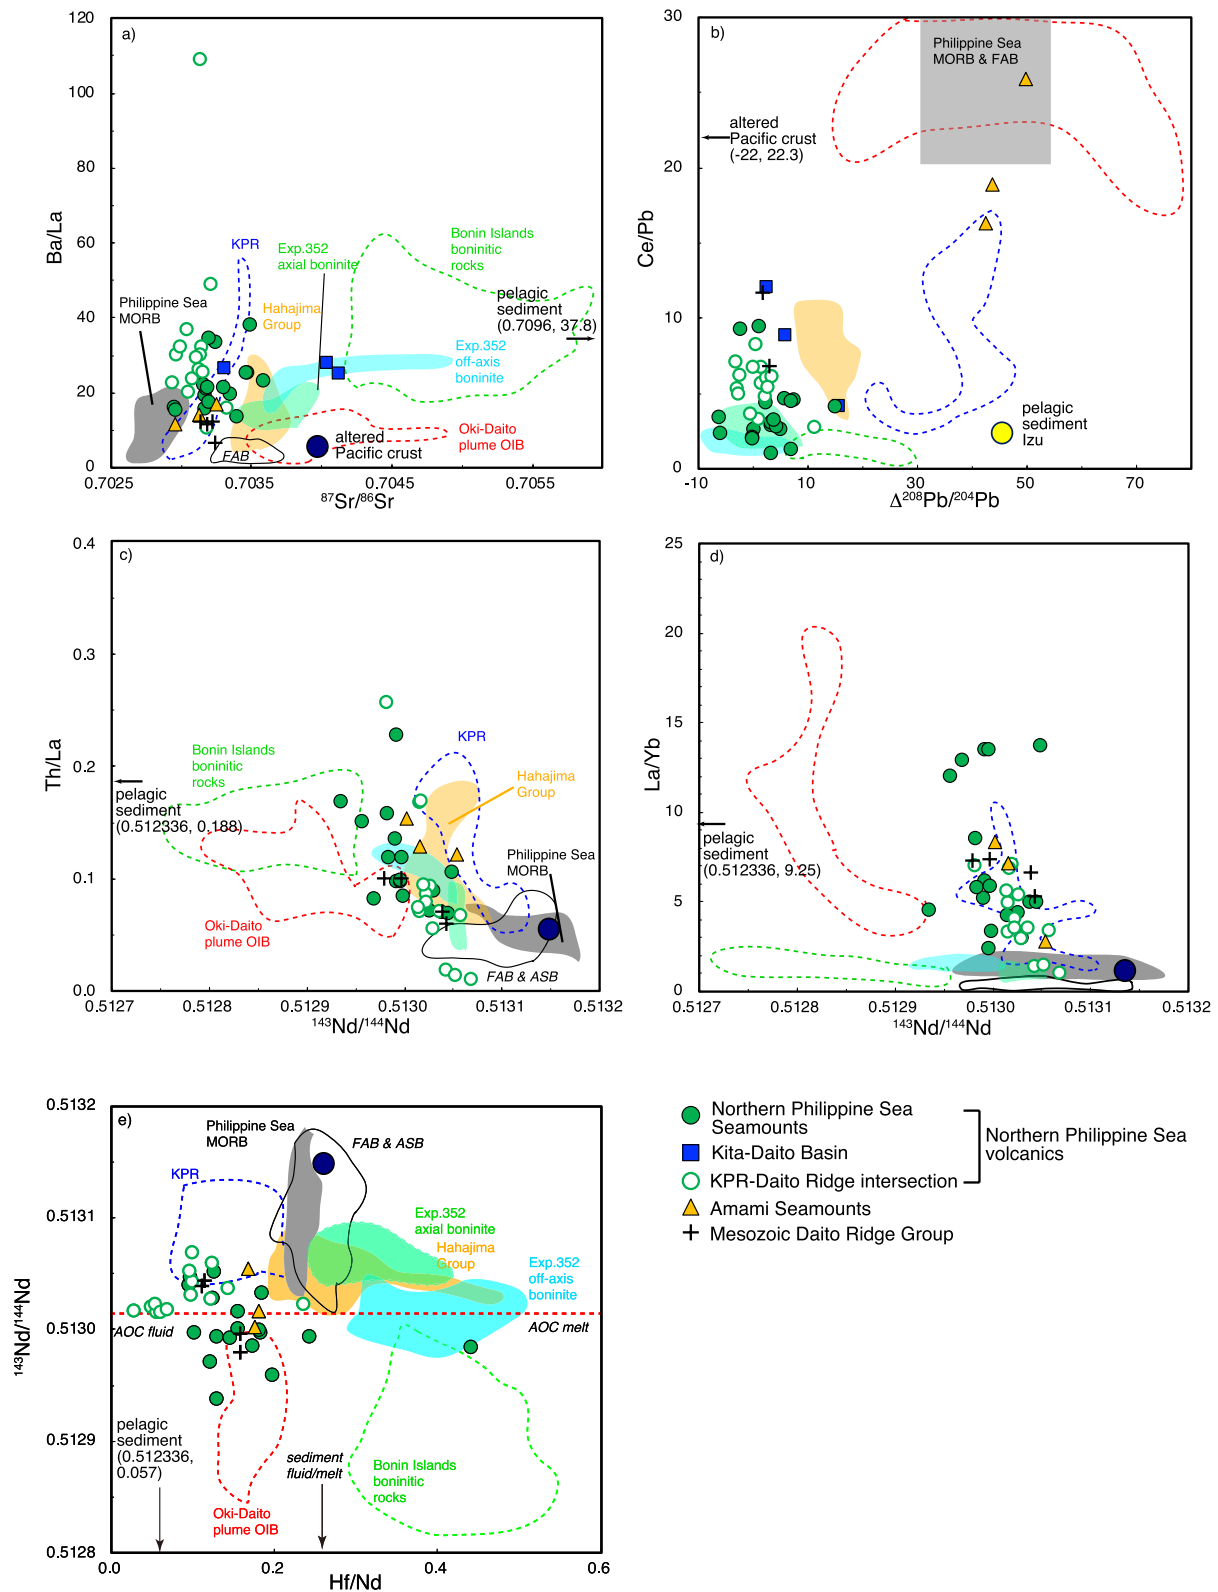 a)
120
100
80
60
40
20
0
Ba/La
KPR
Exp.352
axial boninite
Bonin Islands
boninitic
rocks
Philippine Sea
MORB
Hahajima
Group
pelagic
sediment
(0.7096, 37.8)
Exp.352
off-axis
boninite
Oki-Daito
plume OIB
altered
Pacific crust
FAB
0.7025
0.7035
0.7045
0.7055
87Sr/86Sr
b)
30
20
10
0
Ce/Pb
Philippine Sea
MORB & FAB
altered
Pacific crust
(-22, 22.3)
pelagic
sediment
Izu
-10
10
30
50
70
Δ208Pb/204Pb
c)
0.4
0.3
0.2
0.1
0.0
Th/La
Bonin Islands
boninitic
rocks
KPR
Hahajima
Group
pelagic
sediment
(0.512336, 0.188)
Philippine Sea
MORB
Oki-Daito
plume OIB
FAB & ASB
0.5127
0.5128
0.5129
0.5130
0.5131
0.5132
143Nd/144Nd
d)
25
20
15
10
5
0
La/Yb
pelagic
sediment
(0.512336, 9.25)
0.5127
0.5128
0.5129
0.5130
0.5131
0.5132
143Nd/144Nd
e)
0.5132
0.5131
0.5130
0.5129
0.5128
143Nd/144Nd
Philippine Sea
MORB
FAB & ASB
KPR
Exp.352
axial boninite
Hahajima
Group
Exp.352
off-axis
boninite
AOC fluid
AOC melt
pelagic
sediment
(0.512336,
0.057)
sediment
fluid/melt
Bonin Islands
boninitic
rocks
Oki-Daito
plume OIB
0.0
0.2
0.4
0.6
Hf/Nd
Northern Philippine Sea
Seamounts
Kita-Daito Basin
KPR-Daito Ridge intersection
Northern Philippine Sea
volcanics
Amami Seamounts
Mesozoic Daito Ridge Group